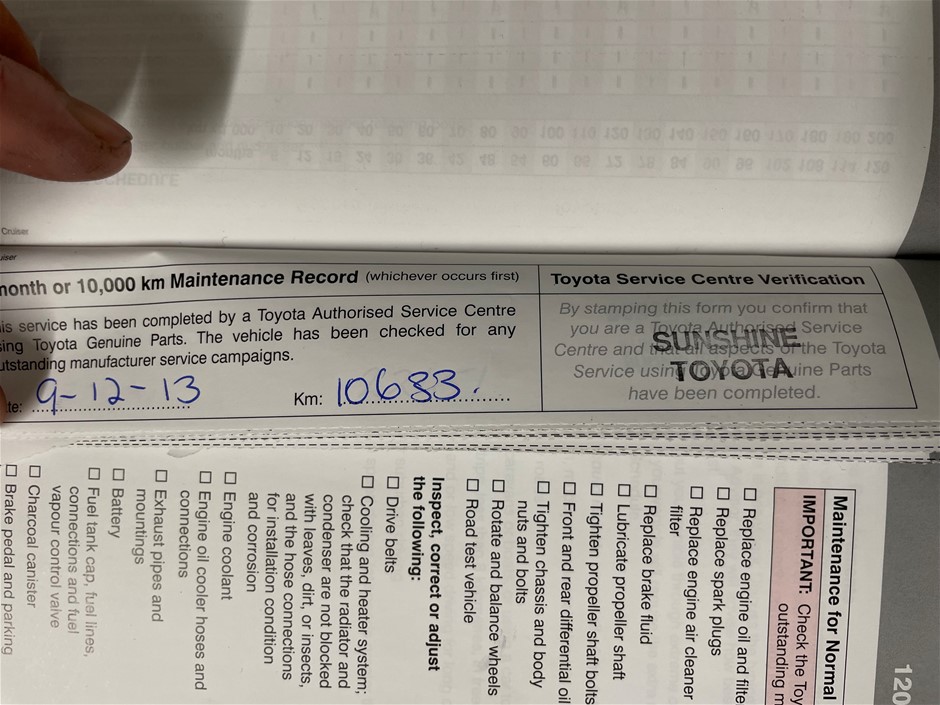 Cruiser
month or 10,000 km Maintenance Record (whichever occurs first)
is service has been completed by a Toyota Authorised Service Centre
ing Toyota Genuine Parts. The vehicle has been checked for any
utstanding manufacturer service campaigns.
te: 9-12-13 Km: 10683.
Toyota Service Centre Verification
By stamping this form you confirm that
you are a Toyota Authorised Service
Centre and that all aspects of the Toyota
Service using Toyota Genuine Parts
have been completed.
SUNSHINE
TOYOTA
120
Maintenance for Normal
IMPORTANT: Check the Toy
outstanding m
□ Replace engine oil and filte
□ Replace spark plugs
□ Replace engine air cleaner
filter
□ Replace brake fluid
□ Lubricate propeller shaft
□ Tighten propeller shaft bolts
□ Front and rear differential oil
□ Tighten chassis and body
nuts and bolts
□ Rotate and balance wheels
□ Road test vehicle
Inspect, correct or adjust
the following:
□ Drive belts
□ Cooling and heater system;
check that the radiator and
condenser are not blocked
with leaves, dirt, or insects,
and the hose connections
for installation condition
and corrosion
□ Engine coolant
□ Engine oil cooler hoses and
connections
□ Exhaust pipes and
mountings
□ Battery
□ Fuel tank cap, fuel lines,
connections and fuel
vapour control valve
□ Charcoal canister
□ Brake pedal and parking